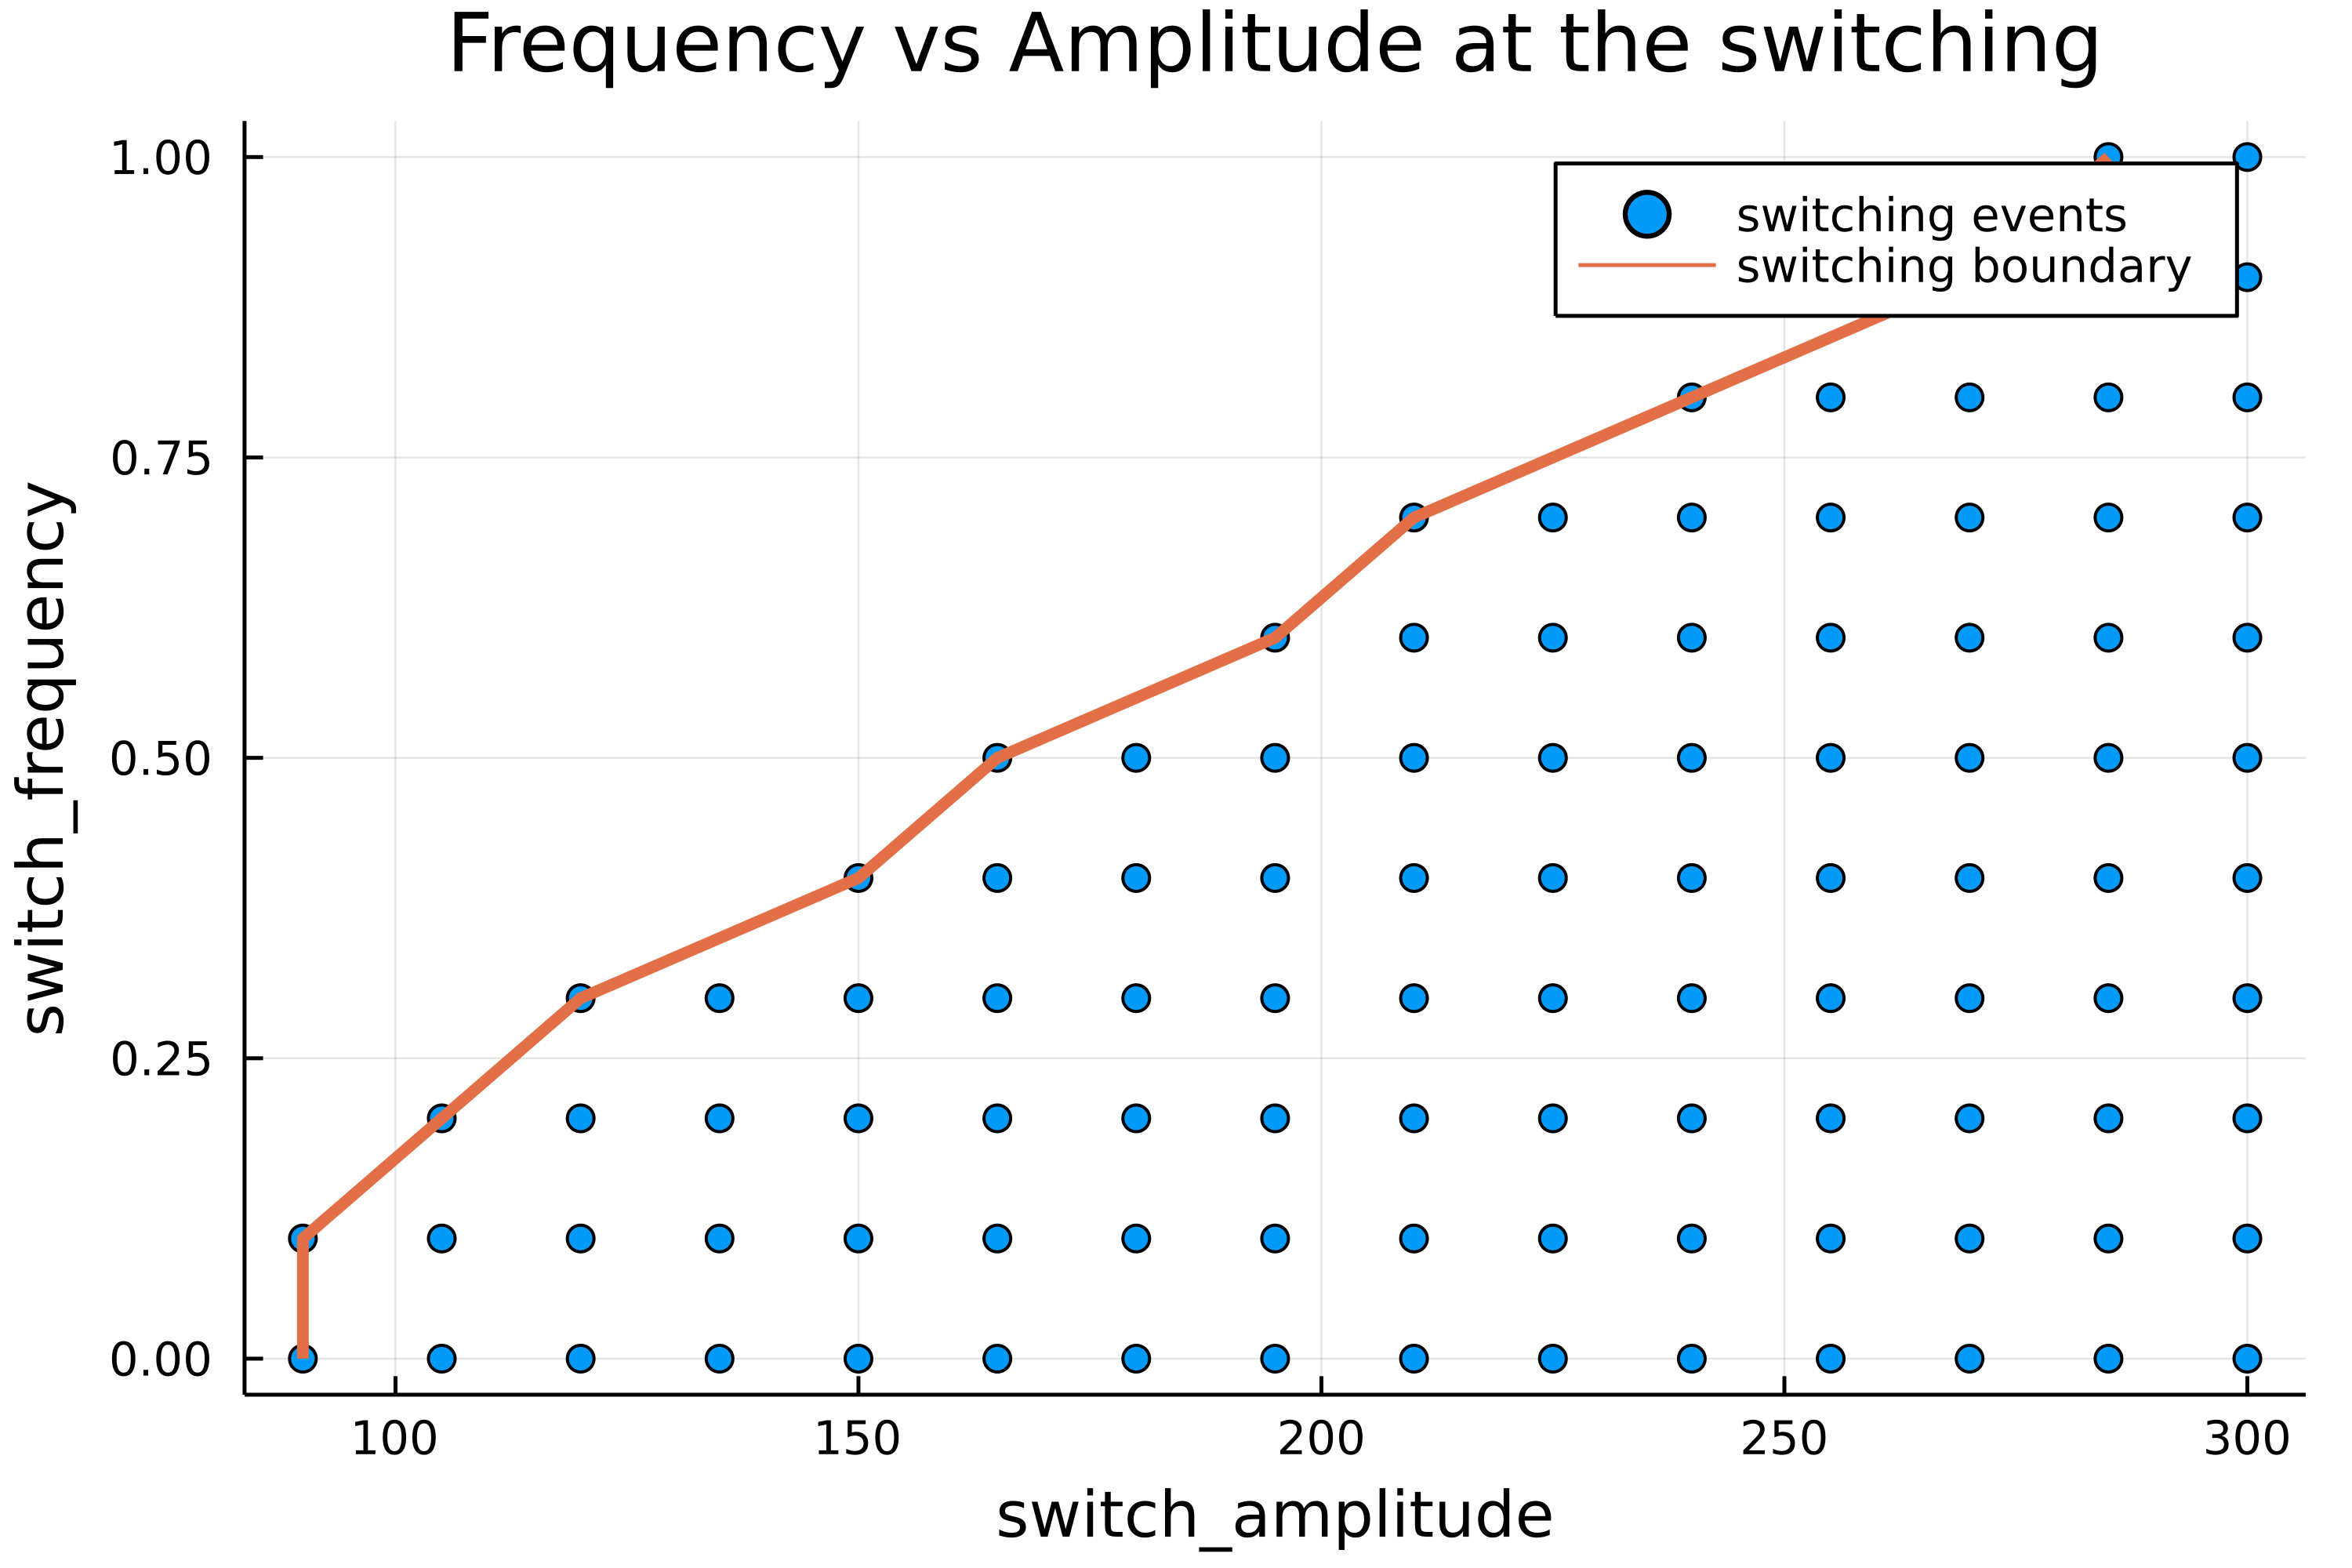 Frequency vs Amplitude at the switching
switching events
switching boundary
switch_frequency
1.00
0.75
0.50
0.25
0.00
100 150 200 250 300
switch_amplitude